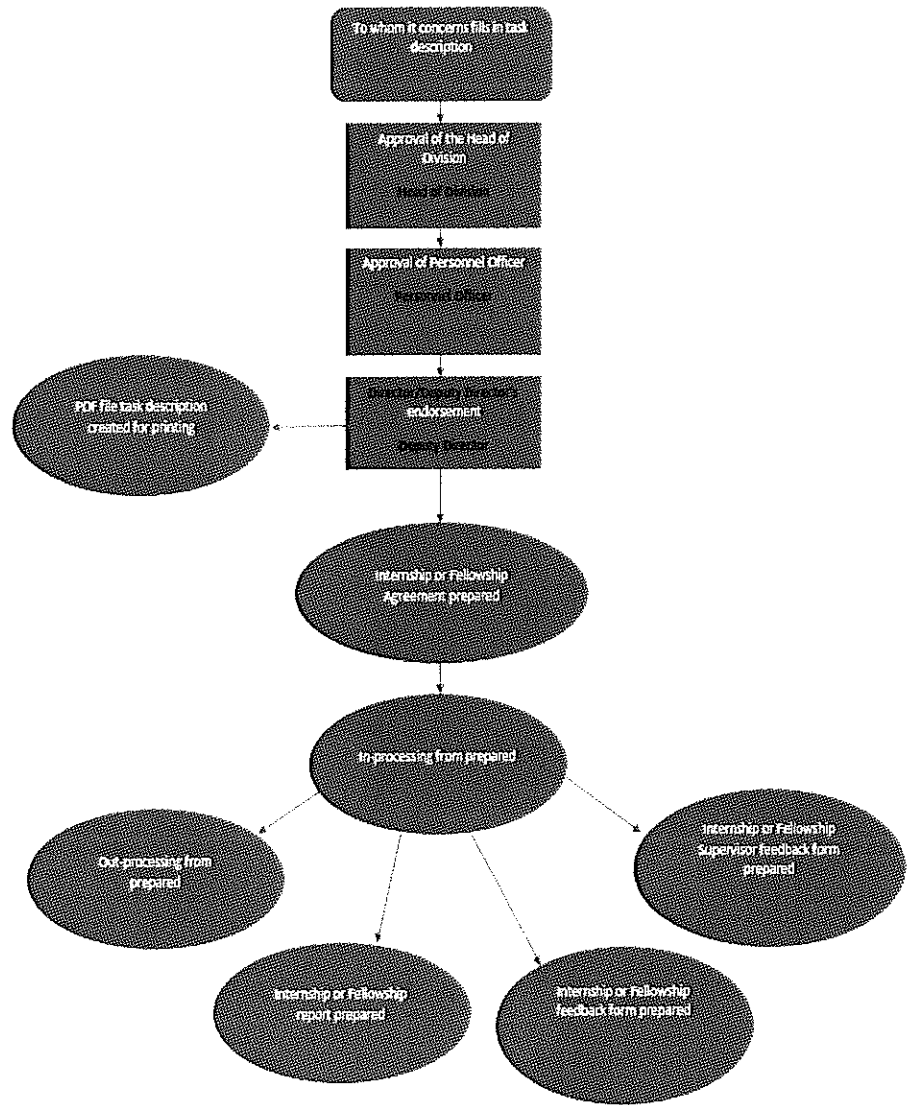 To whom it concerns fills in task
description
Approval of the Head of
Division
Head of Division
Approval of Personnel Officer
Personnel Officer
Director/Deputy Director's
endorsement
Deputy Director
PDF file task description
created for printing
Internship or Fellowship
Agreement prepared
In-processing from prepared
Out-processing from
prepared
Internship or Fellowship
Supervisor feedback form
prepared
Internship or Fellowship
report prepared
Internship or Fellowship
feedback form prepared